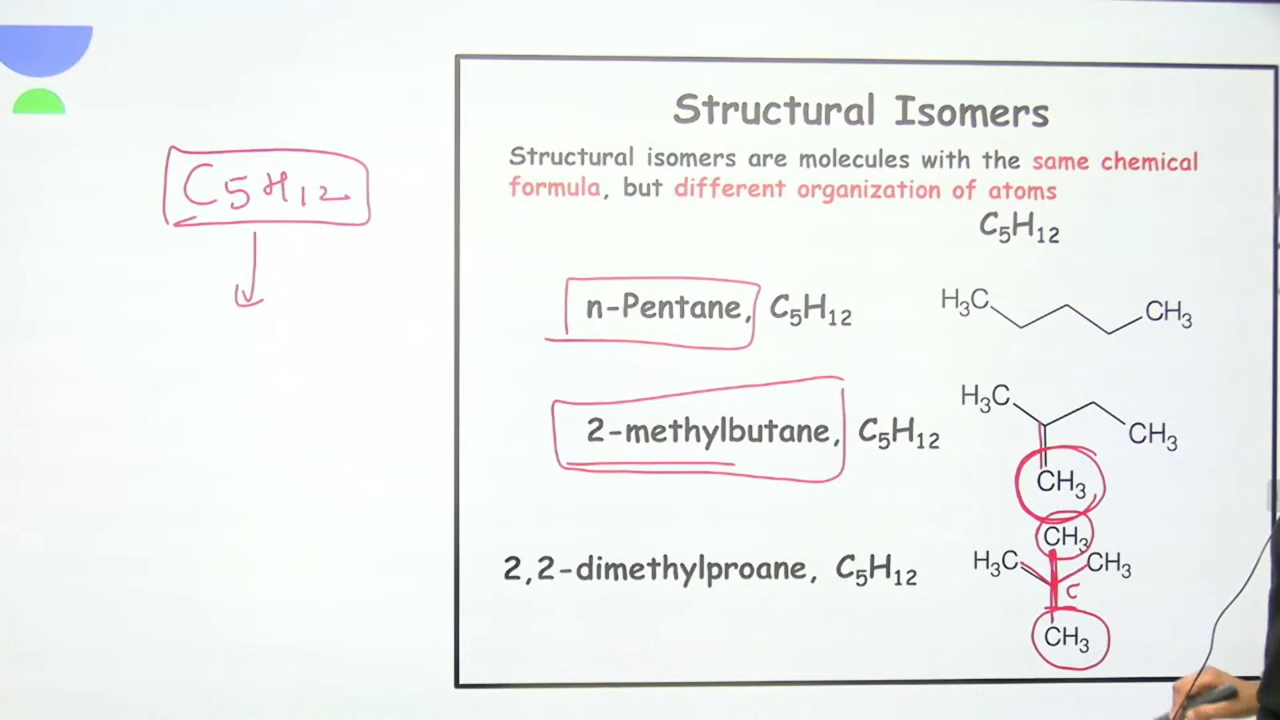 C5H12
Structural Isomers
Structural isomers are molecules with the same chemical
formula, but different organization of atoms
C5H12
n-Pentane, C5H12
H3C CH3
2-methylbutane, C5H12
H3C
CH3
CH3
2,2-dimethylproane, C5H12
CH3
H3C CH3
C
CH3